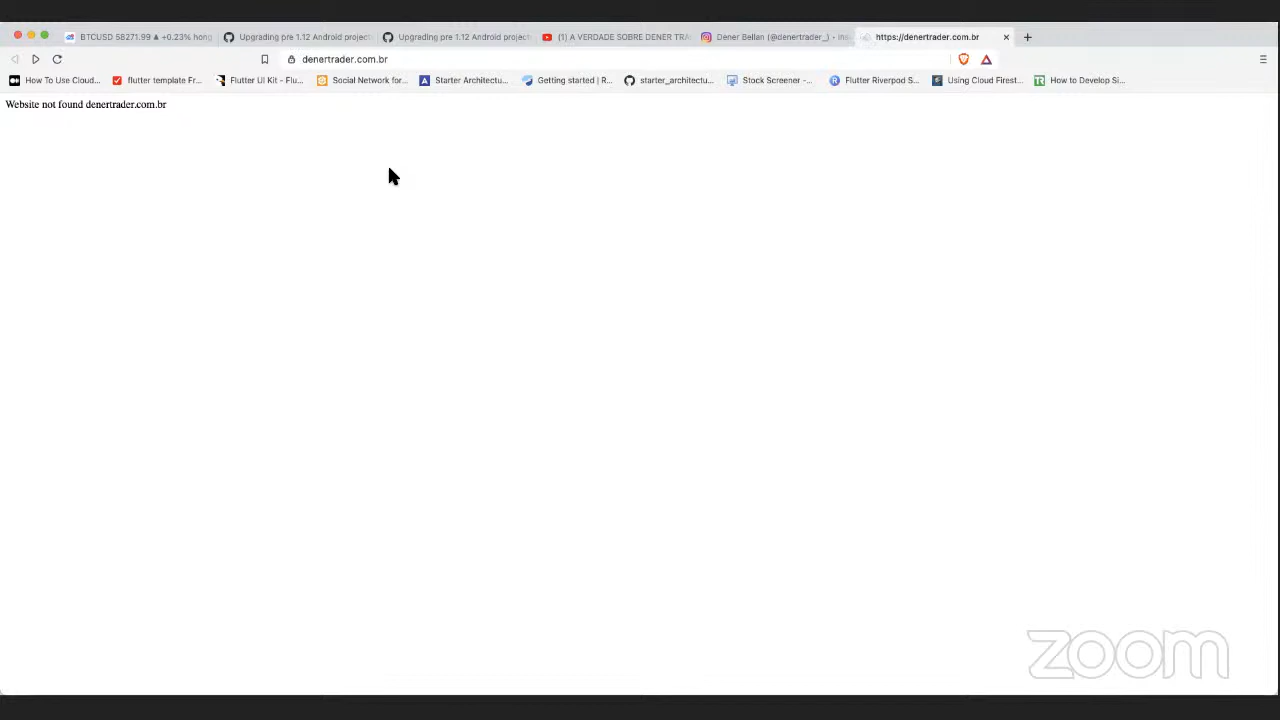 BTCUSD 58271.99 ▲ +0.23% hong
Upgrading pre 1.12 Android project
Upgrading pre 1.12 Android project
(1) A VERDADE SOBRE DENER TRA
Dener Bellan (@denertrader_) • Ins
https://denertrader.com.br
denertrader.com.br
How To Use Cloud...
flutter template Fr...
Flutter UI Kit - Flu...
Social Network for...
Starter Architectu...
Getting started | R...
starter_architectu...
Stock Screener -...
Flutter Riverpod S...
Using Cloud Firest...
How to Develop Si...
Website not found denertrader.com.br
zoom